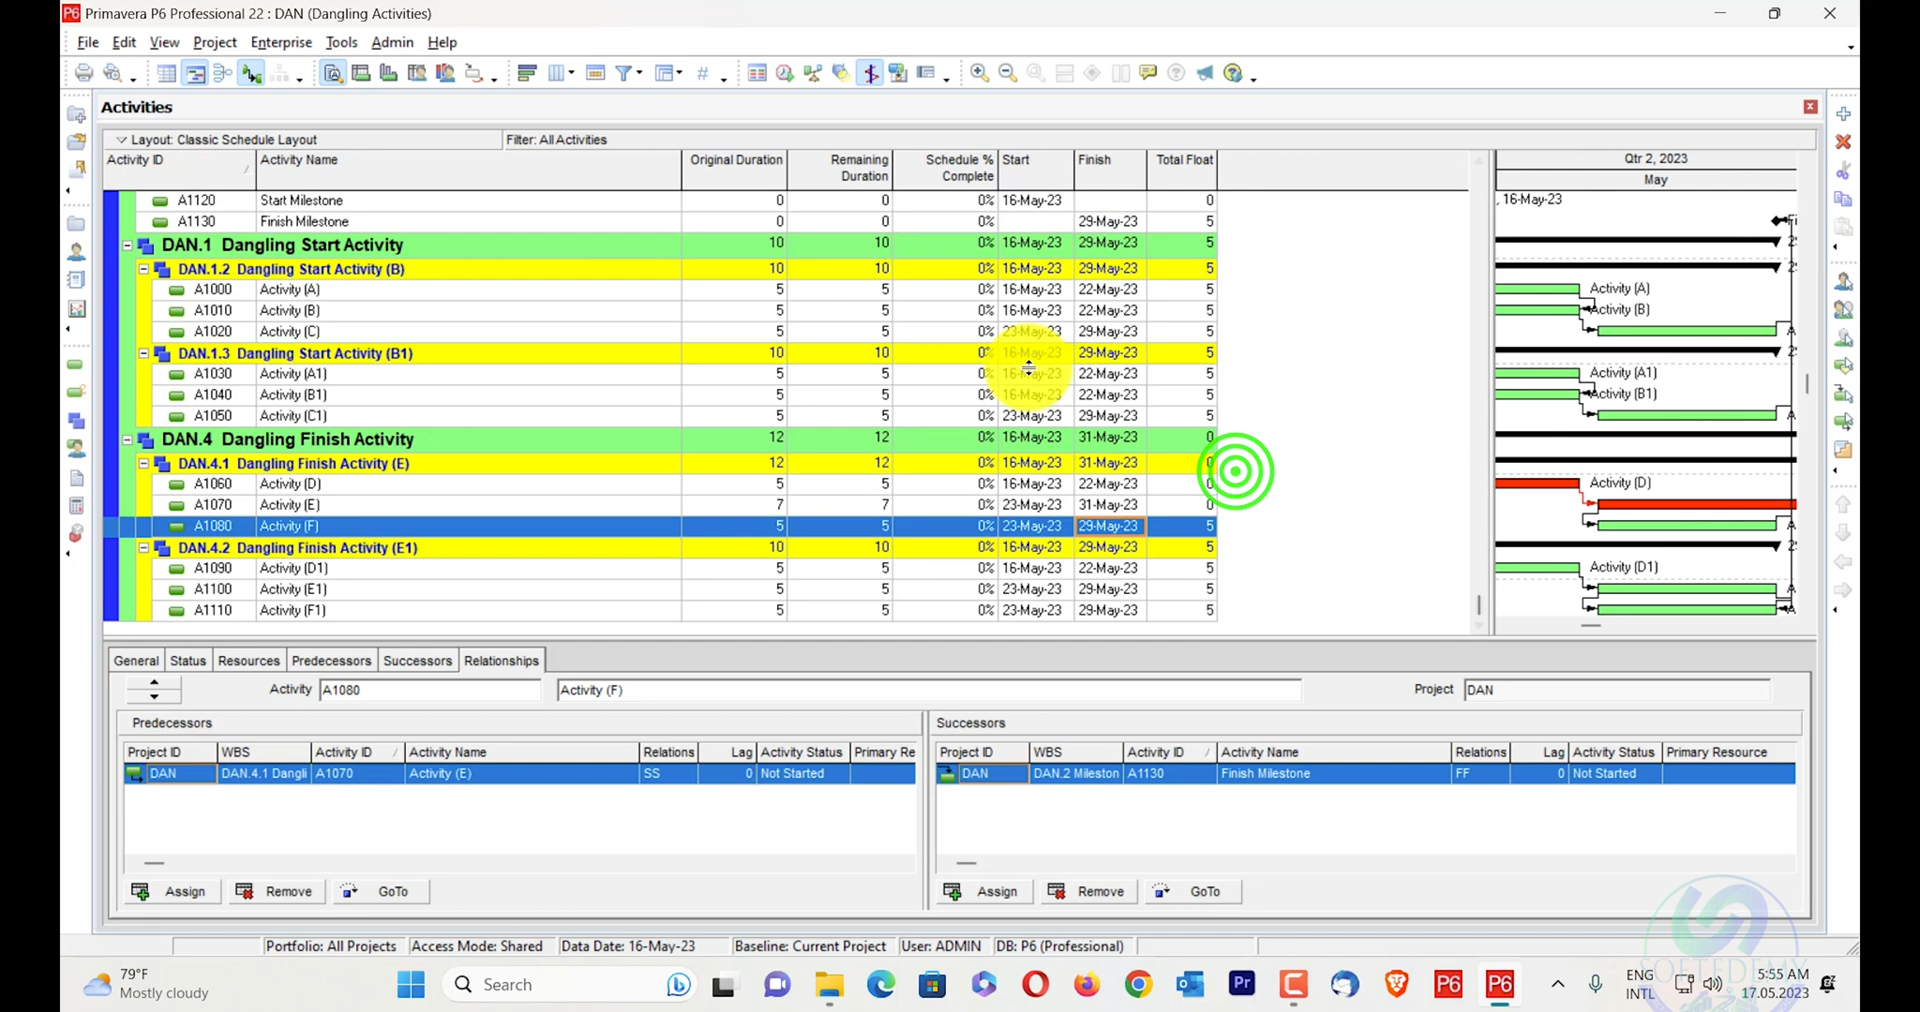 Primavera P6 Professional 22 : DAN (Dangling Activities)
File Edit View Project Enterprise Tools Admin Help
Activities
Layout: Classic Schedule Layout Filter: All Activities
Activity ID Activity Name Original Duration Remaining Duration Schedule % Complete Start Finish Total Float Qtr 2, 2023
May
A1120 Start Milestone 0 0 0% 16-May-23 0 , 16-May-23
A1130 Finish Milestone 0 0 0% 29-May-23 5
DAN.1 Dangling Start Activity 10 10 0% 16-May-23 29-May-23 5
DAN.1.2 Dangling Start Activity (B) 10 10 0% 16-May-23 29-May-23 5
A1000 Activity (A) 5 5 0% 16-May-23 22-May-23 5 Activity (A)
A1010 Activity (B) 5 5 0% 16-May-23 22-May-23 5 Activity (B)
A1020 Activity (C) 5 5 0% 23-May-23 29-May-23 5
DAN.1.3 Dangling Start Activity (B1) 10 10 0% 16-May-23 29-May-23 5
A1030 Activity (A1) 5 5 0% 16-May-23 22-May-23 5 Activity (A1)
A1040 Activity (B1) 5 5 0% 16-May-23 22-May-23 5 Activity (B1)
A1050 Activity (C1) 5 5 0% 23-May-23 29-May-23 5
DAN.4 Dangling Finish Activity 12 12 0% 16-May-23 31-May-23 0
DAN.4.1 Dangling Finish Activity (E) 12 12 0% 16-May-23 31-May-23 0
A1060 Activity (D) 5 5 0% 16-May-23 22-May-23 0 Activity (D)
A1070 Activity (E) 7 7 0% 23-May-23 31-May-23 0
A1080 Activity (F) 5 5 0% 23-May-23 29-May-23 5
DAN.4.2 Dangling Finish Activity (E1) 10 10 0% 16-May-23 29-May-23 5
A1090 Activity (D1) 5 5 0% 16-May-23 22-May-23 5 Activity (D1)
A1100 Activity (E1) 5 5 0% 23-May-23 29-May-23 5
A1110 Activity (F1) 5 5 0% 23-May-23 29-May-23 5
General Status Resources Predecessors Successors Relationships
Activity A1080 Activity (F) Project DAN
Predecessors Successors
Project ID WBS Activity ID Activity Name Relations Lag Activity Status Primary Re Project ID WBS Activity ID Activity Name Relations Lag Activity Status Primary Resource
DAN DAN.4.1 Dangli A1070 Activity (E) SS 0 Not Started DAN DAN.2 Mileston A1130 Finish Milestone FF 0 Not Started
Assign Remove GoTo Assign Remove GoTo
Portfolio: All Projects Access Mode: Shared Data Date: 16-May-23 Baseline: Current Project User: ADMIN DB: P6 (Professional)
79°F
Mostly cloudy
Search
ENG
INTL
5:55 AM
17.05.2023
SOFTEDEMY